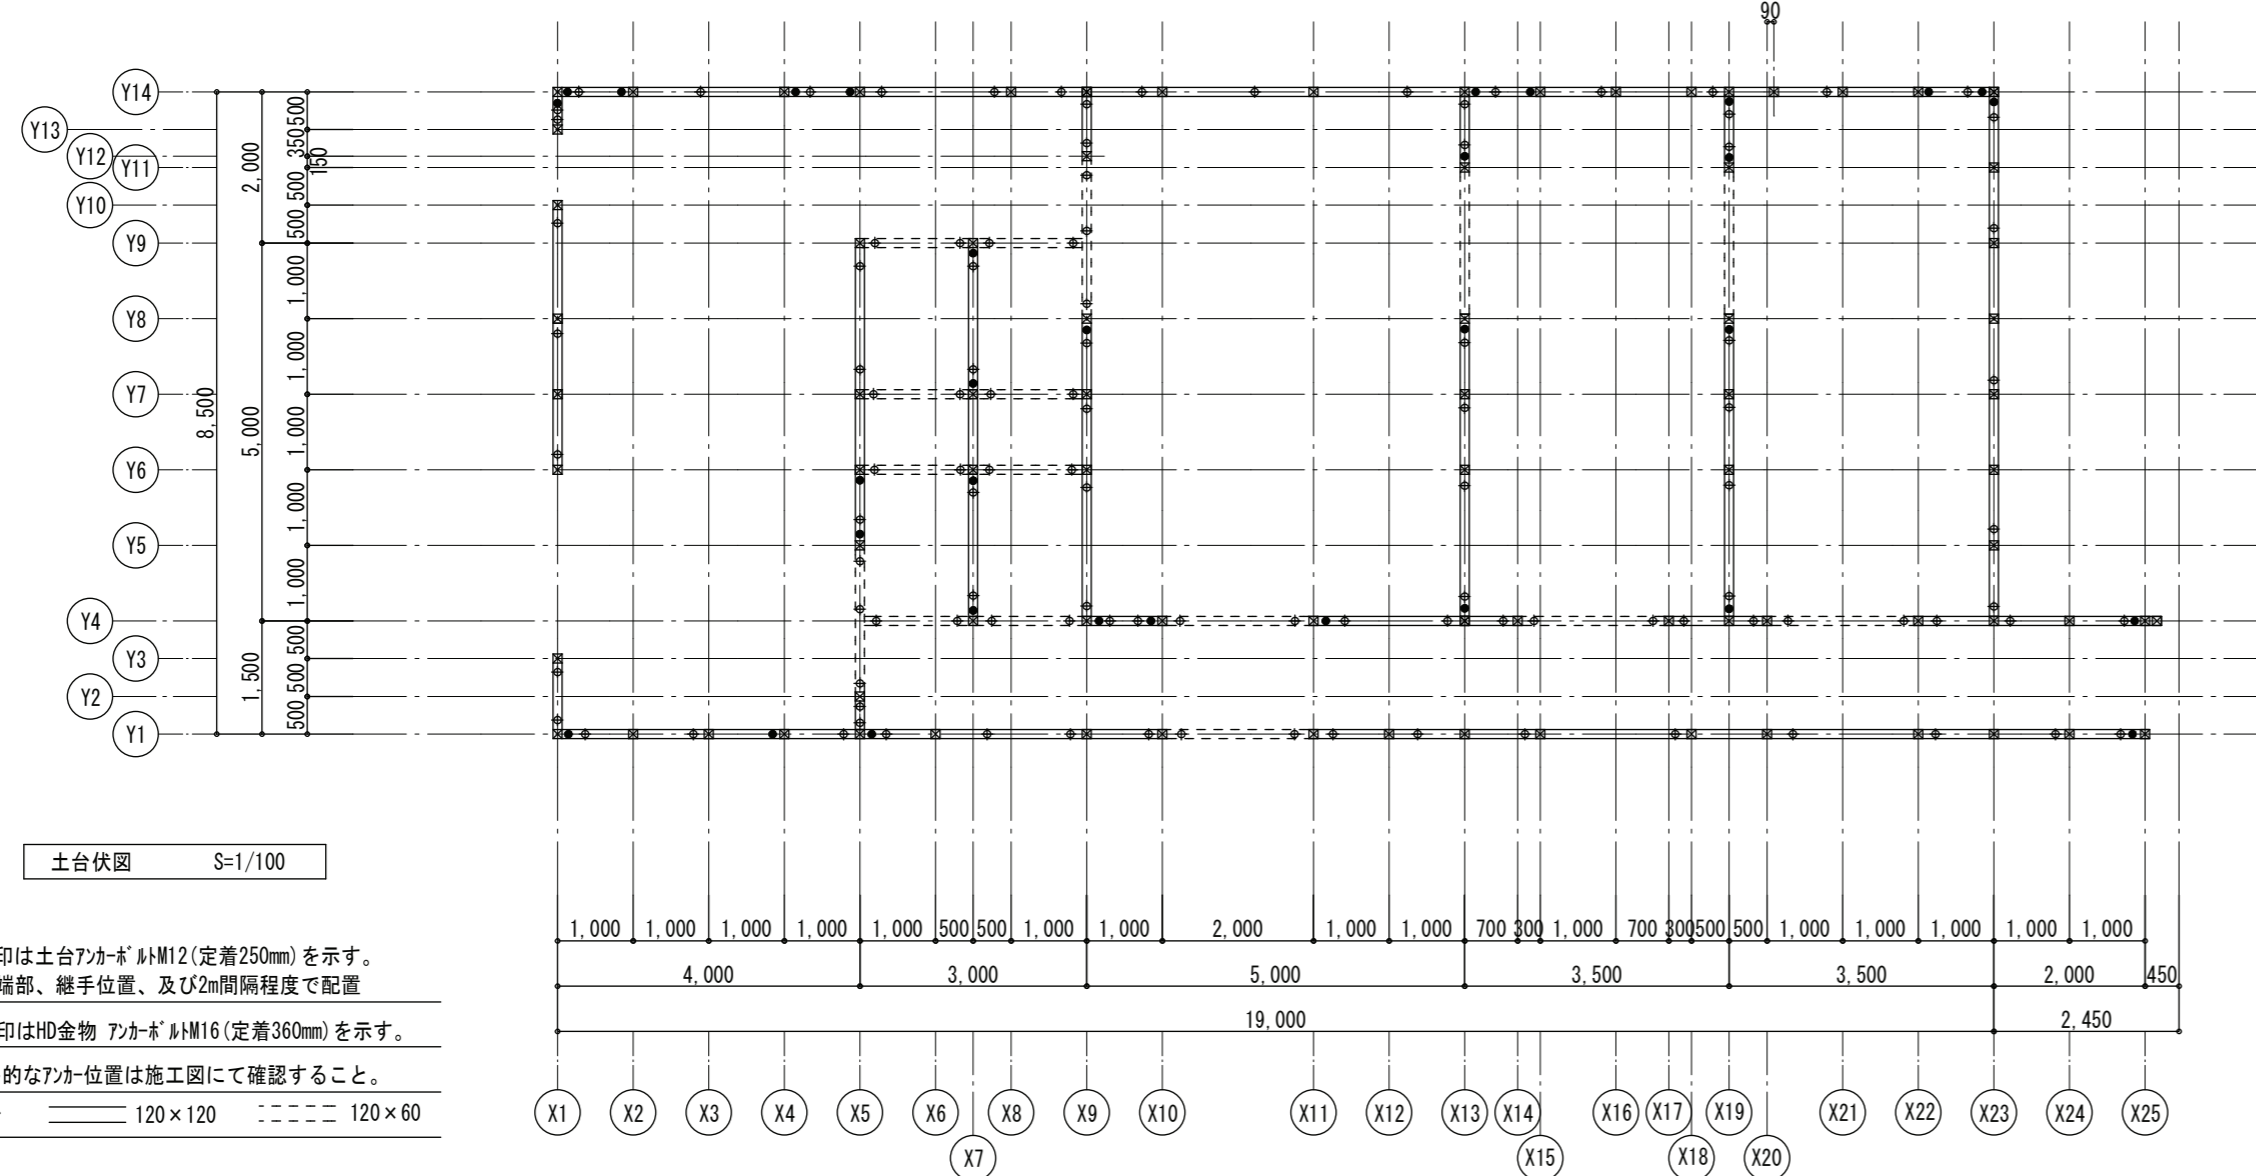 90
Y14
Y13
Y12
Y11
Y10
Y9
Y8
Y7
Y6
Y5
Y4
Y3
Y2
Y1
8,500
2,000
5,000
1,500
500
350
150
500
500
1,000
1,000
1,000
1,000
1,000
500
500
500
土台伏図 S=1/100
印は土台ｱﾝｶｰﾎﾞﾙﾄM12(定着250mm)を示す。
端部、継手位置、及び2m間隔程度で配置
印はHD金物 ｱﾝｶｰﾎﾞﾙﾄM16(定着360mm)を示す。
的なｱﾝｶｰ位置は施工図にて確認すること。
120×120 120×60
1,000 1,000 1,000 1,000 1,000 500 500 1,000 1,000 2,000 1,000 1,000 700 300 1,000 700 300 500 500 1,000 1,000 1,000 1,000 1,000
4,000 3,000 5,000 3,500 3,500 2,000 450
19,000 2,450
X1 X2 X3 X4 X5 X6 X8 X9 X10 X11 X12 X13 X14 X16 X17 X19 X21 X22 X23 X24 X25
X7 X15 X18 X20